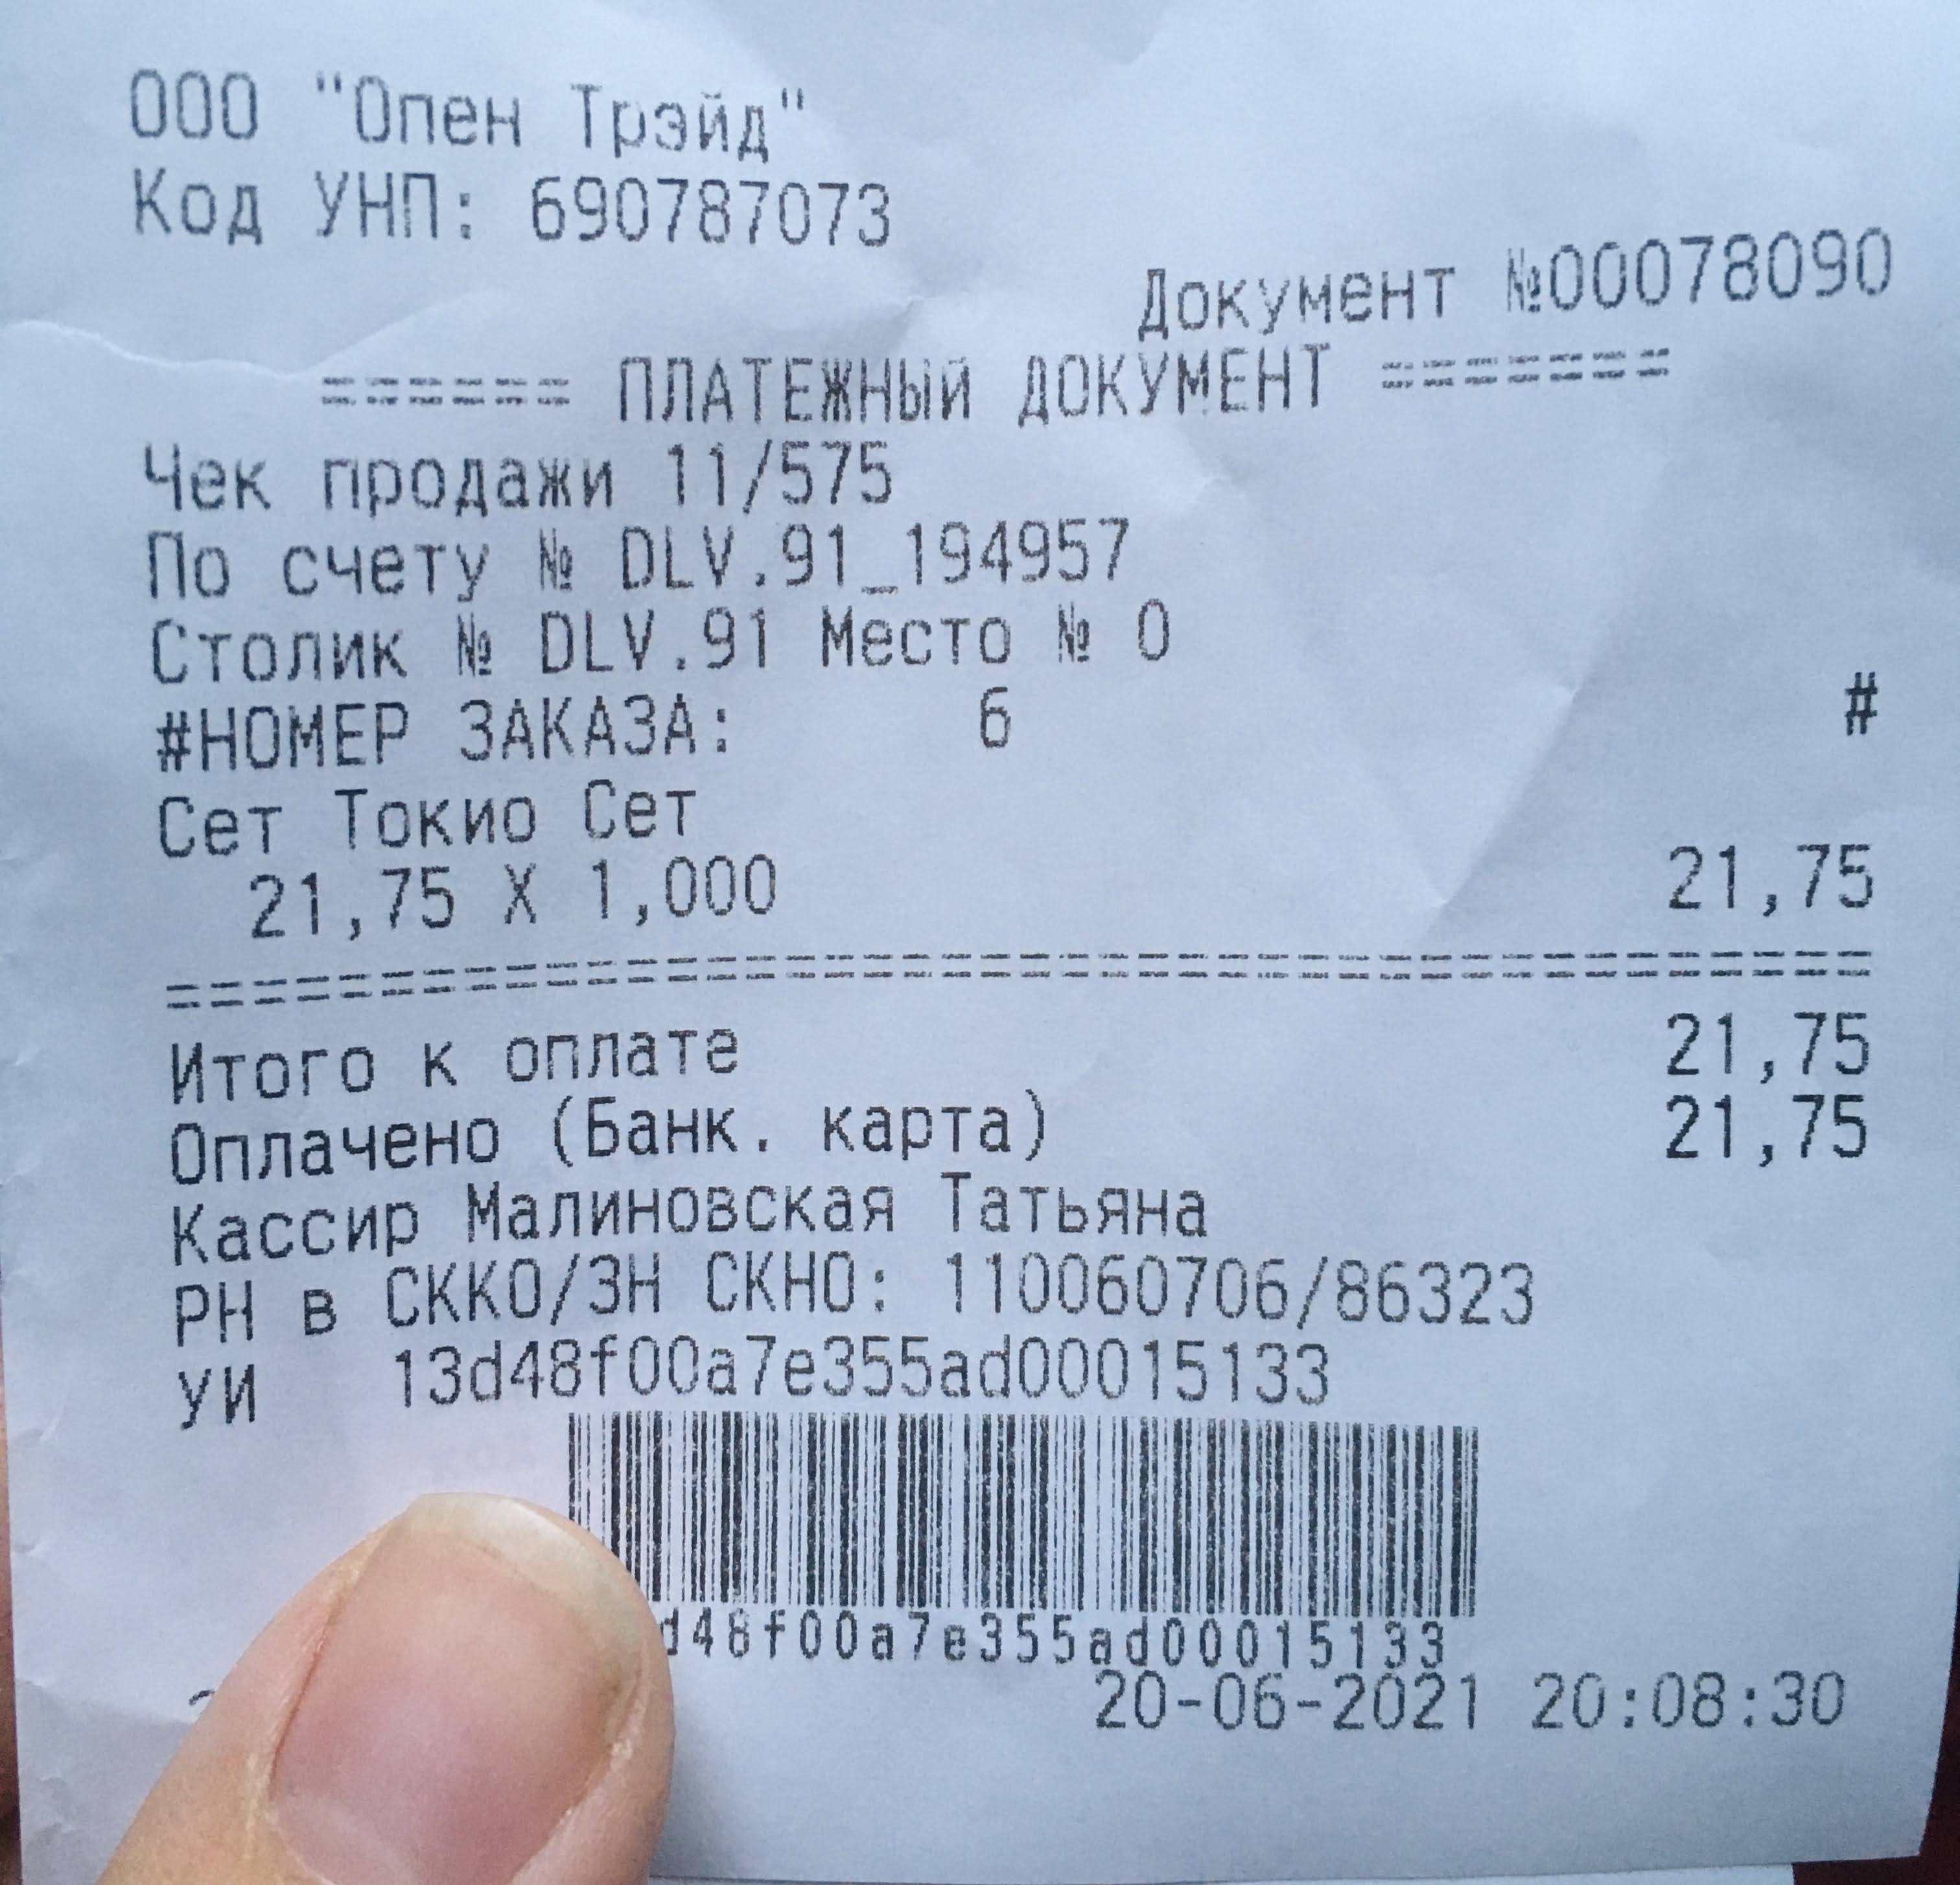 ООО "Опен Трэйд"
Код УНП: 690787073
Документ №00078090
====== ПЛАТЕЖНЫЙ ДОКУМЕНТ =======
Чек продажи 11/575
По счету № DLV.91_194957
Столик № DLV.91 Место № 0
#НОМЕР ЗАКАЗА: 6 #
Сет Токио Сет
21,75 X 1,000 21,75
==========================================
Итого к оплате 21,75
Оплачено (Банк. карта) 21,75
Кассир Малиновская Татьяна
РН в СККО/ЗН СКНО: 110060706/86323
УИ 13d48f00a7e355ad00015133
d48f00a7e355ad00015133
20-06-2021 20:08:30